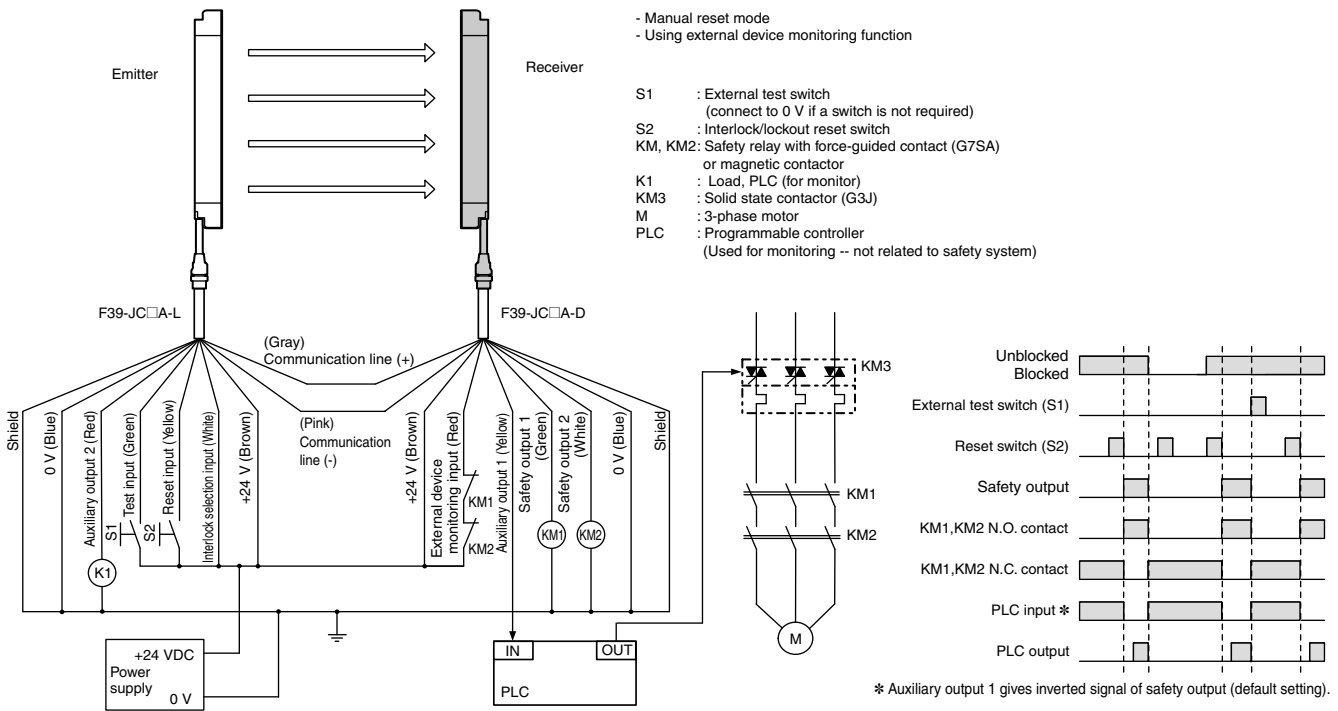 - Manual reset mode
- Using external device monitoring function
Emitter
Receiver
S1 : External test switch
(connect to 0 V if a switch is not required)
S2 : Interlock/lockout reset switch
KM, KM2: Safety relay with force-guided contact (G7SA)
or magnetic contactor
K1 : Load, PLC (for monitor)
KM3 : Solid state contactor (G3J)
M : 3-phase motor
PLC : Programmable controller
(Used for monitoring -- not related to safety system)
F39-JC□A-L
F39-JC□A-D
(Gray)
Communication line (+)
(Pink)
Communication
line (-)
Shield
0 V (Blue)
Auxiliary output 2 (Red)
Test input (Green)
Reset input (Yellow)
Interlock selection input (White)
+24 V (Brown)
S1
S2
K1
+24 V (Brown)
External device
monitoring input (Red)
Auxiliary output 1 (Yellow)
Safety output 1
(Green)
Safety output 2
(White)
0 V (Blue)
Shield
KM1
KM2
KM1
KM2
+24 VDC
Power
supply
0 V
IN
OUT
PLC
KM3
KM1
KM2
M
Unblocked
Blocked
External test switch (S1)
Reset switch (S2)
Safety output
KM1,KM2 N.O. contact
KM1,KM2 N.C. contact
PLC input ✻
PLC output
✻ Auxiliary output 1 gives inverted signal of safety output (default setting).